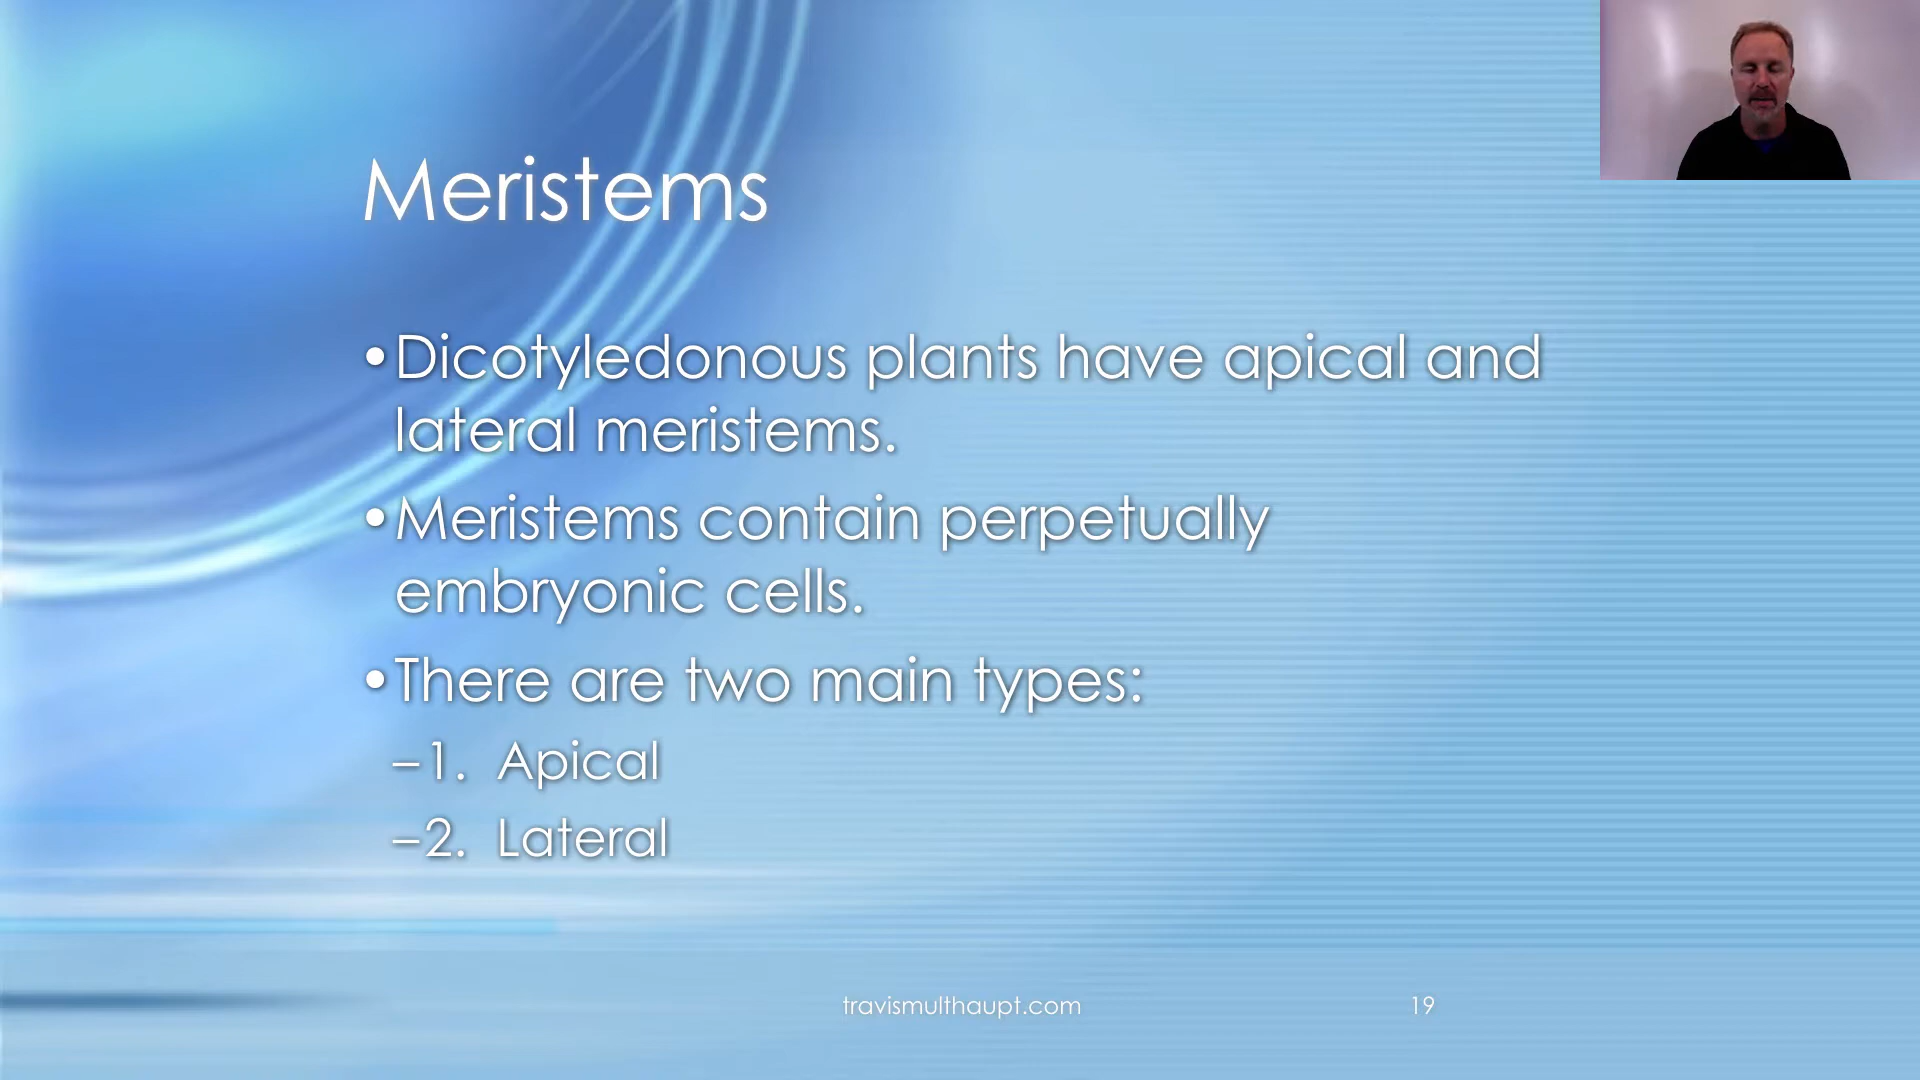 Meristems
•Dicotyledonous plants have apical and
lateral meristems.
•Meristems contain perpetually
embryonic cells.
•There are two main types:
–1. Apical
–2. Lateral
travismulthaupt.com
19